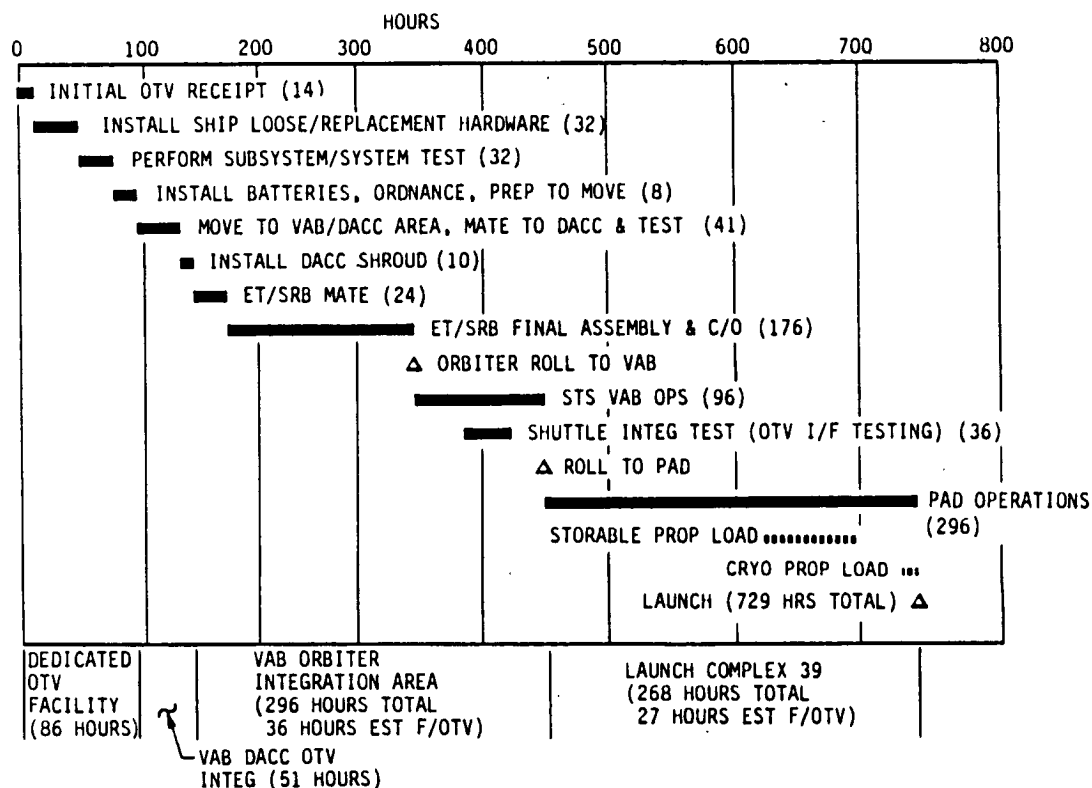 HOURS
0 100 200 300 400 500 600 700 800
INITIAL OTV RECEIPT (14)
INSTALL SHIP LOOSE/REPLACEMENT HARDWARE (32)
PERFORM SUBSYSTEM/SYSTEM TEST (32)
INSTALL BATTERIES, ORDNANCE, PREP TO MOVE (8)
MOVE TO VAB/DACC AREA, MATE TO DACC & TEST (41)
INSTALL DACC SHROUD (10)
ET/SRB MATE (24)
ET/SRB FINAL ASSEMBLY & C/O (176)
ORBITER ROLL TO VAB
STS VAB OPS (96)
SHUTTLE INTEG TEST (OTV I/F TESTING) (36)
ROLL TO PAD
PAD OPERATIONS
(296)
STORABLE PROP LOAD
CRYO PROP LOAD
LAUNCH (729 HRS TOTAL)
DEDICATED
OTV
FACILITY
(86 HOURS)
VAB DACC OTV
INTEG (51 HOURS)
VAB ORBITER
INTEGRATION AREA
(296 HOURS TOTAL
36 HOURS EST F/OTV)
LAUNCH COMPLEX 39
(268 HOURS TOTAL
27 HOURS EST F/OTV)